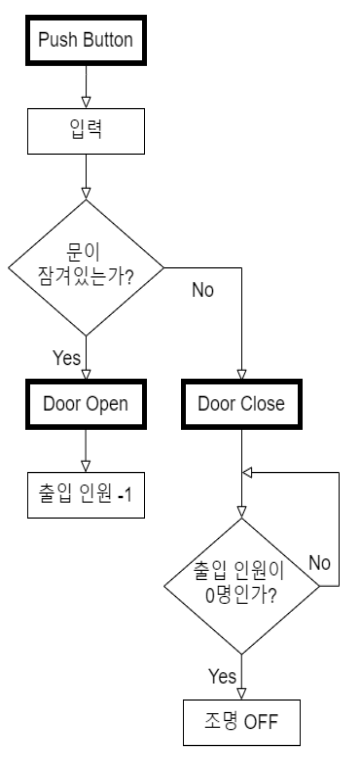 Push Button
입력
문이
잠겨있는가?
No
Yes
Door Open
Door Close
출입 인원 -1
출입 인원이
0명인가?
No
Yes
조명 OFF